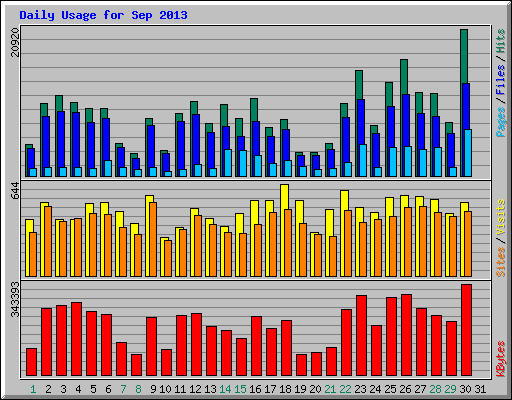 Daily Usage for Sep 2013
20920
Pages / Files / Hits
644
Sites / Visits
343393
KBytes
1 2 3 4 5 6 7 8 9 10 11 12 13 14 15 16 17 18 19 20 21 22 23 24 25 26 27 28 29 30 31